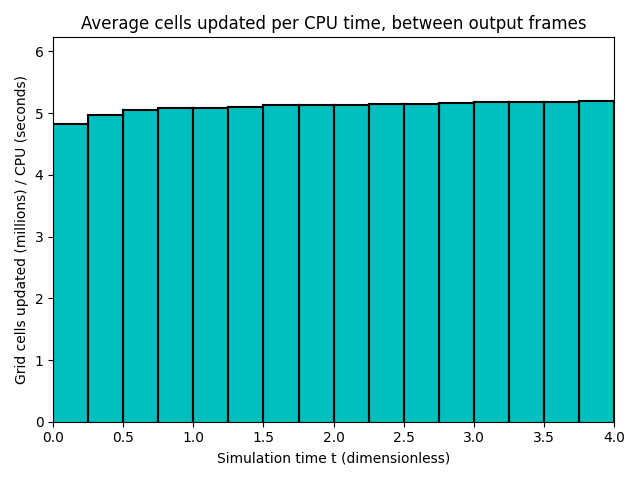 Average cells updated per CPU time, between output frames
Grid cells updated (millions) / CPU (seconds)
6
5
4
3
2
1
0
0.0 0.5 1.0 1.5 2.0 2.5 3.0 3.5 4.0
Simulation time t (dimensionless)